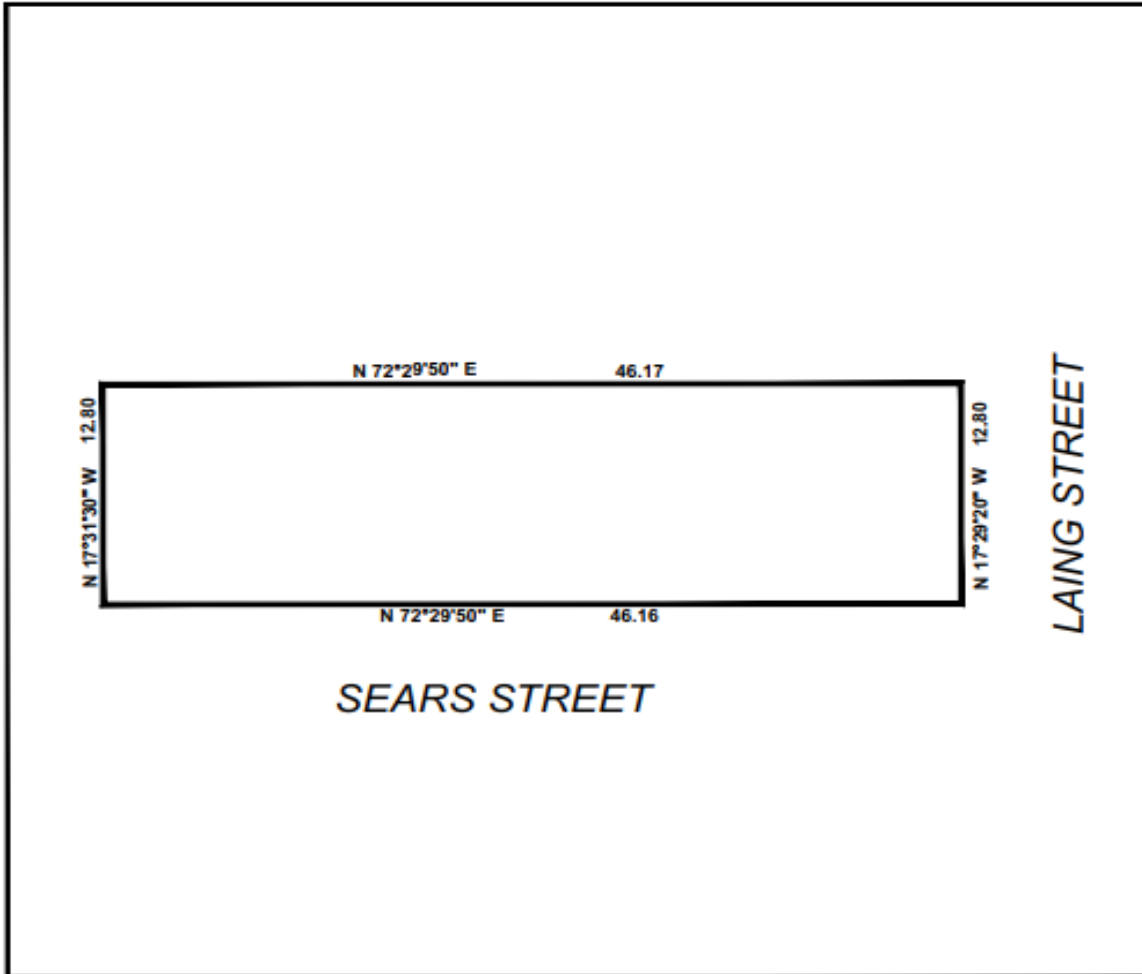 N 72°29'50" E 46.17
N 17°31'30" W 12.80
N 17°29'20" W 12.80
LAING STREET
N 72°29'50" E 46.16
SEARS STREET